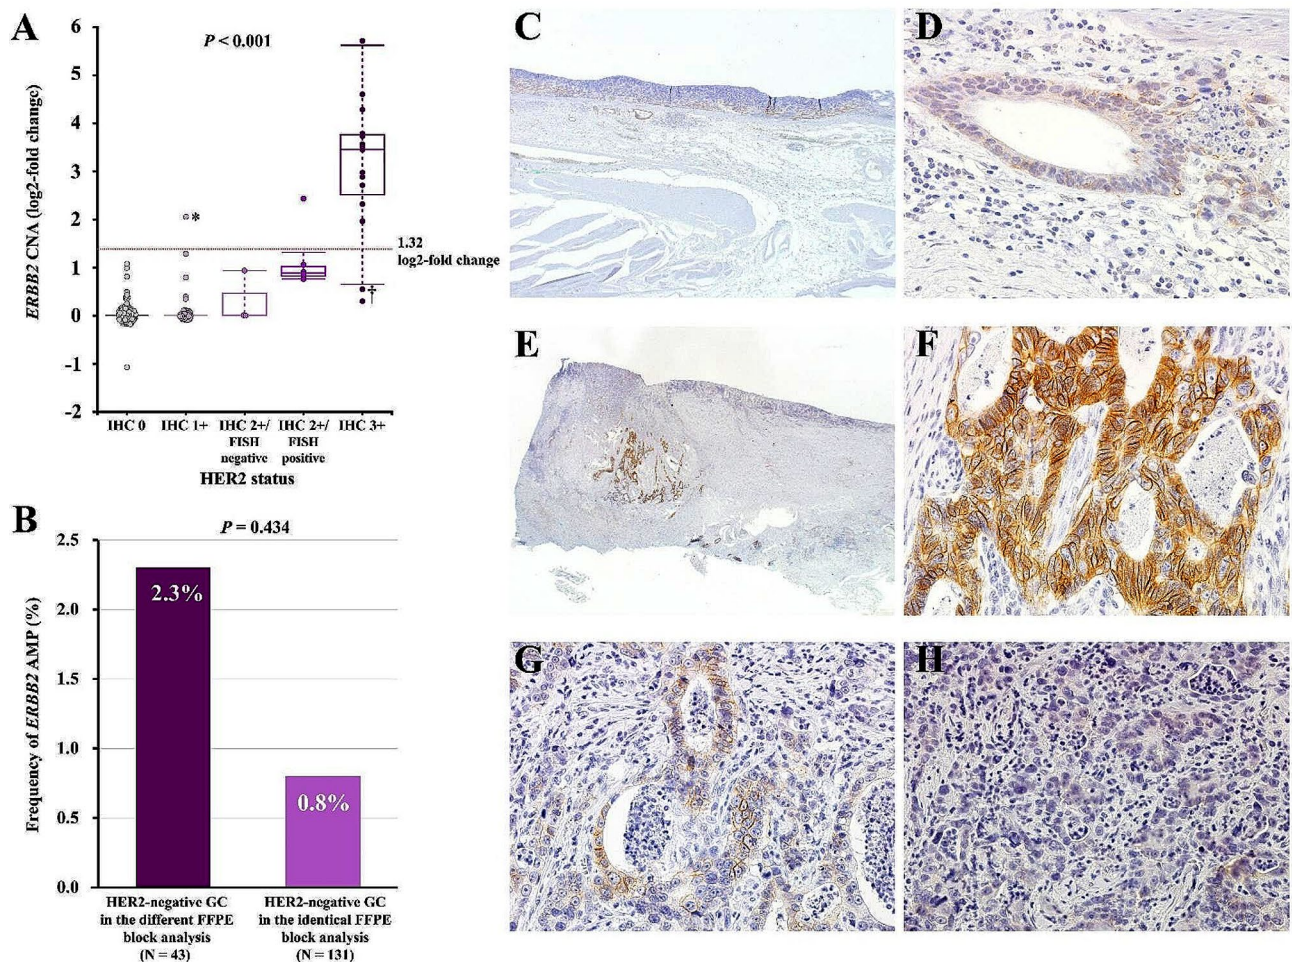 A
P < 0.001
ERBB2 CNA (log2-fold change)
6
5
4
3
2
1
0
-1
-2
*
‡
1.32
log2-fold change
IHC 0
IHC 1+
IHC 2+/
FISH
negative
IHC 2+/
FISH
positive
IHC 3+
HER2 status
B
P = 0.434
Frequency of ERBB2 AMP (%)
2.5
2.0
1.5
1.0
0.5
0.0
2.3%
0.8%
HER2-negative GC
in the different FFPE
block analysis
(N = 43)
HER2-negative GC
in the identical FFPE
block analysis
(N = 131)
C
D
E
F
G
H